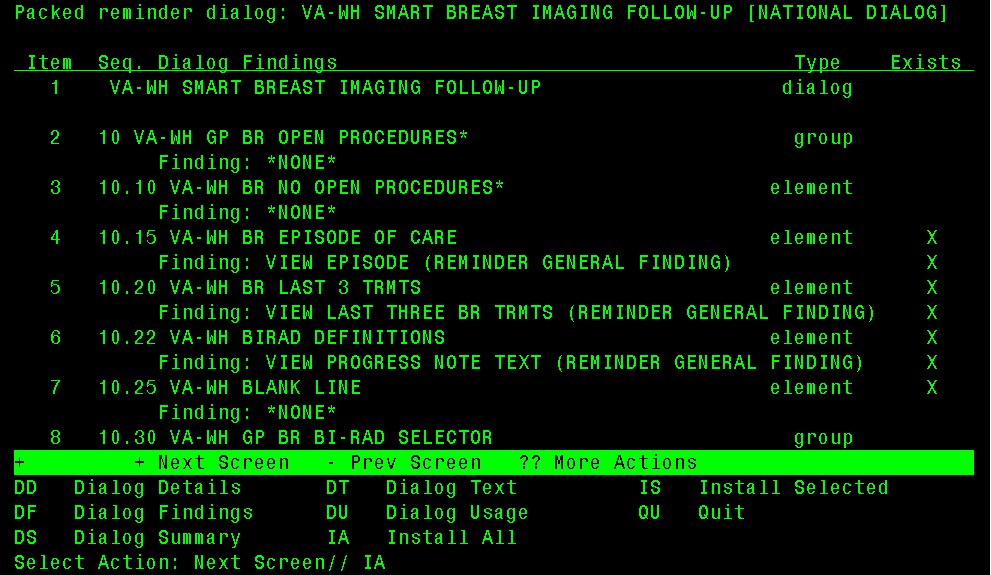 Packed reminder dialog: VA-WH SMART BREAST IMAGING FOLLOW-UP [NATIONAL DIALOG]
Item Seq. Dialog Findings Type Exists
1 VA-WH SMART BREAST IMAGING FOLLOW-UP dialog
2 10 VA-WH GP BR OPEN PROCEDURES* group
Finding: *NONE*
3 10.10 VA-WH BR NO OPEN PROCEDURES* element
Finding: *NONE*
4 10.15 VA-WH BR EPISODE OF CARE element X
Finding: VIEW EPISODE (REMINDER GENERAL FINDING) X
5 10.20 VA-WH BR LAST 3 TRMTS element X
Finding: VIEW LAST THREE BR TRMTS (REMINDER GENERAL FINDING) X
6 10.22 VA-WH BIRAD DEFINITIONS element X
Finding: VIEW PROGRESS NOTE TEXT (REMINDER GENERAL FINDING) X
7 10.25 VA-WH BLANK LINE element X
Finding: *NONE*
8 10.30 VA-WH GP BR BI-RAD SELECTOR group
+ + Next Screen - Prev Screen ?? More Actions
DD Dialog Details DT Dialog Text IS Install Selected
DF Dialog Findings DU Dialog Usage QU Quit
DS Dialog Summary IA Install All
Select Action: Next Screen// IA